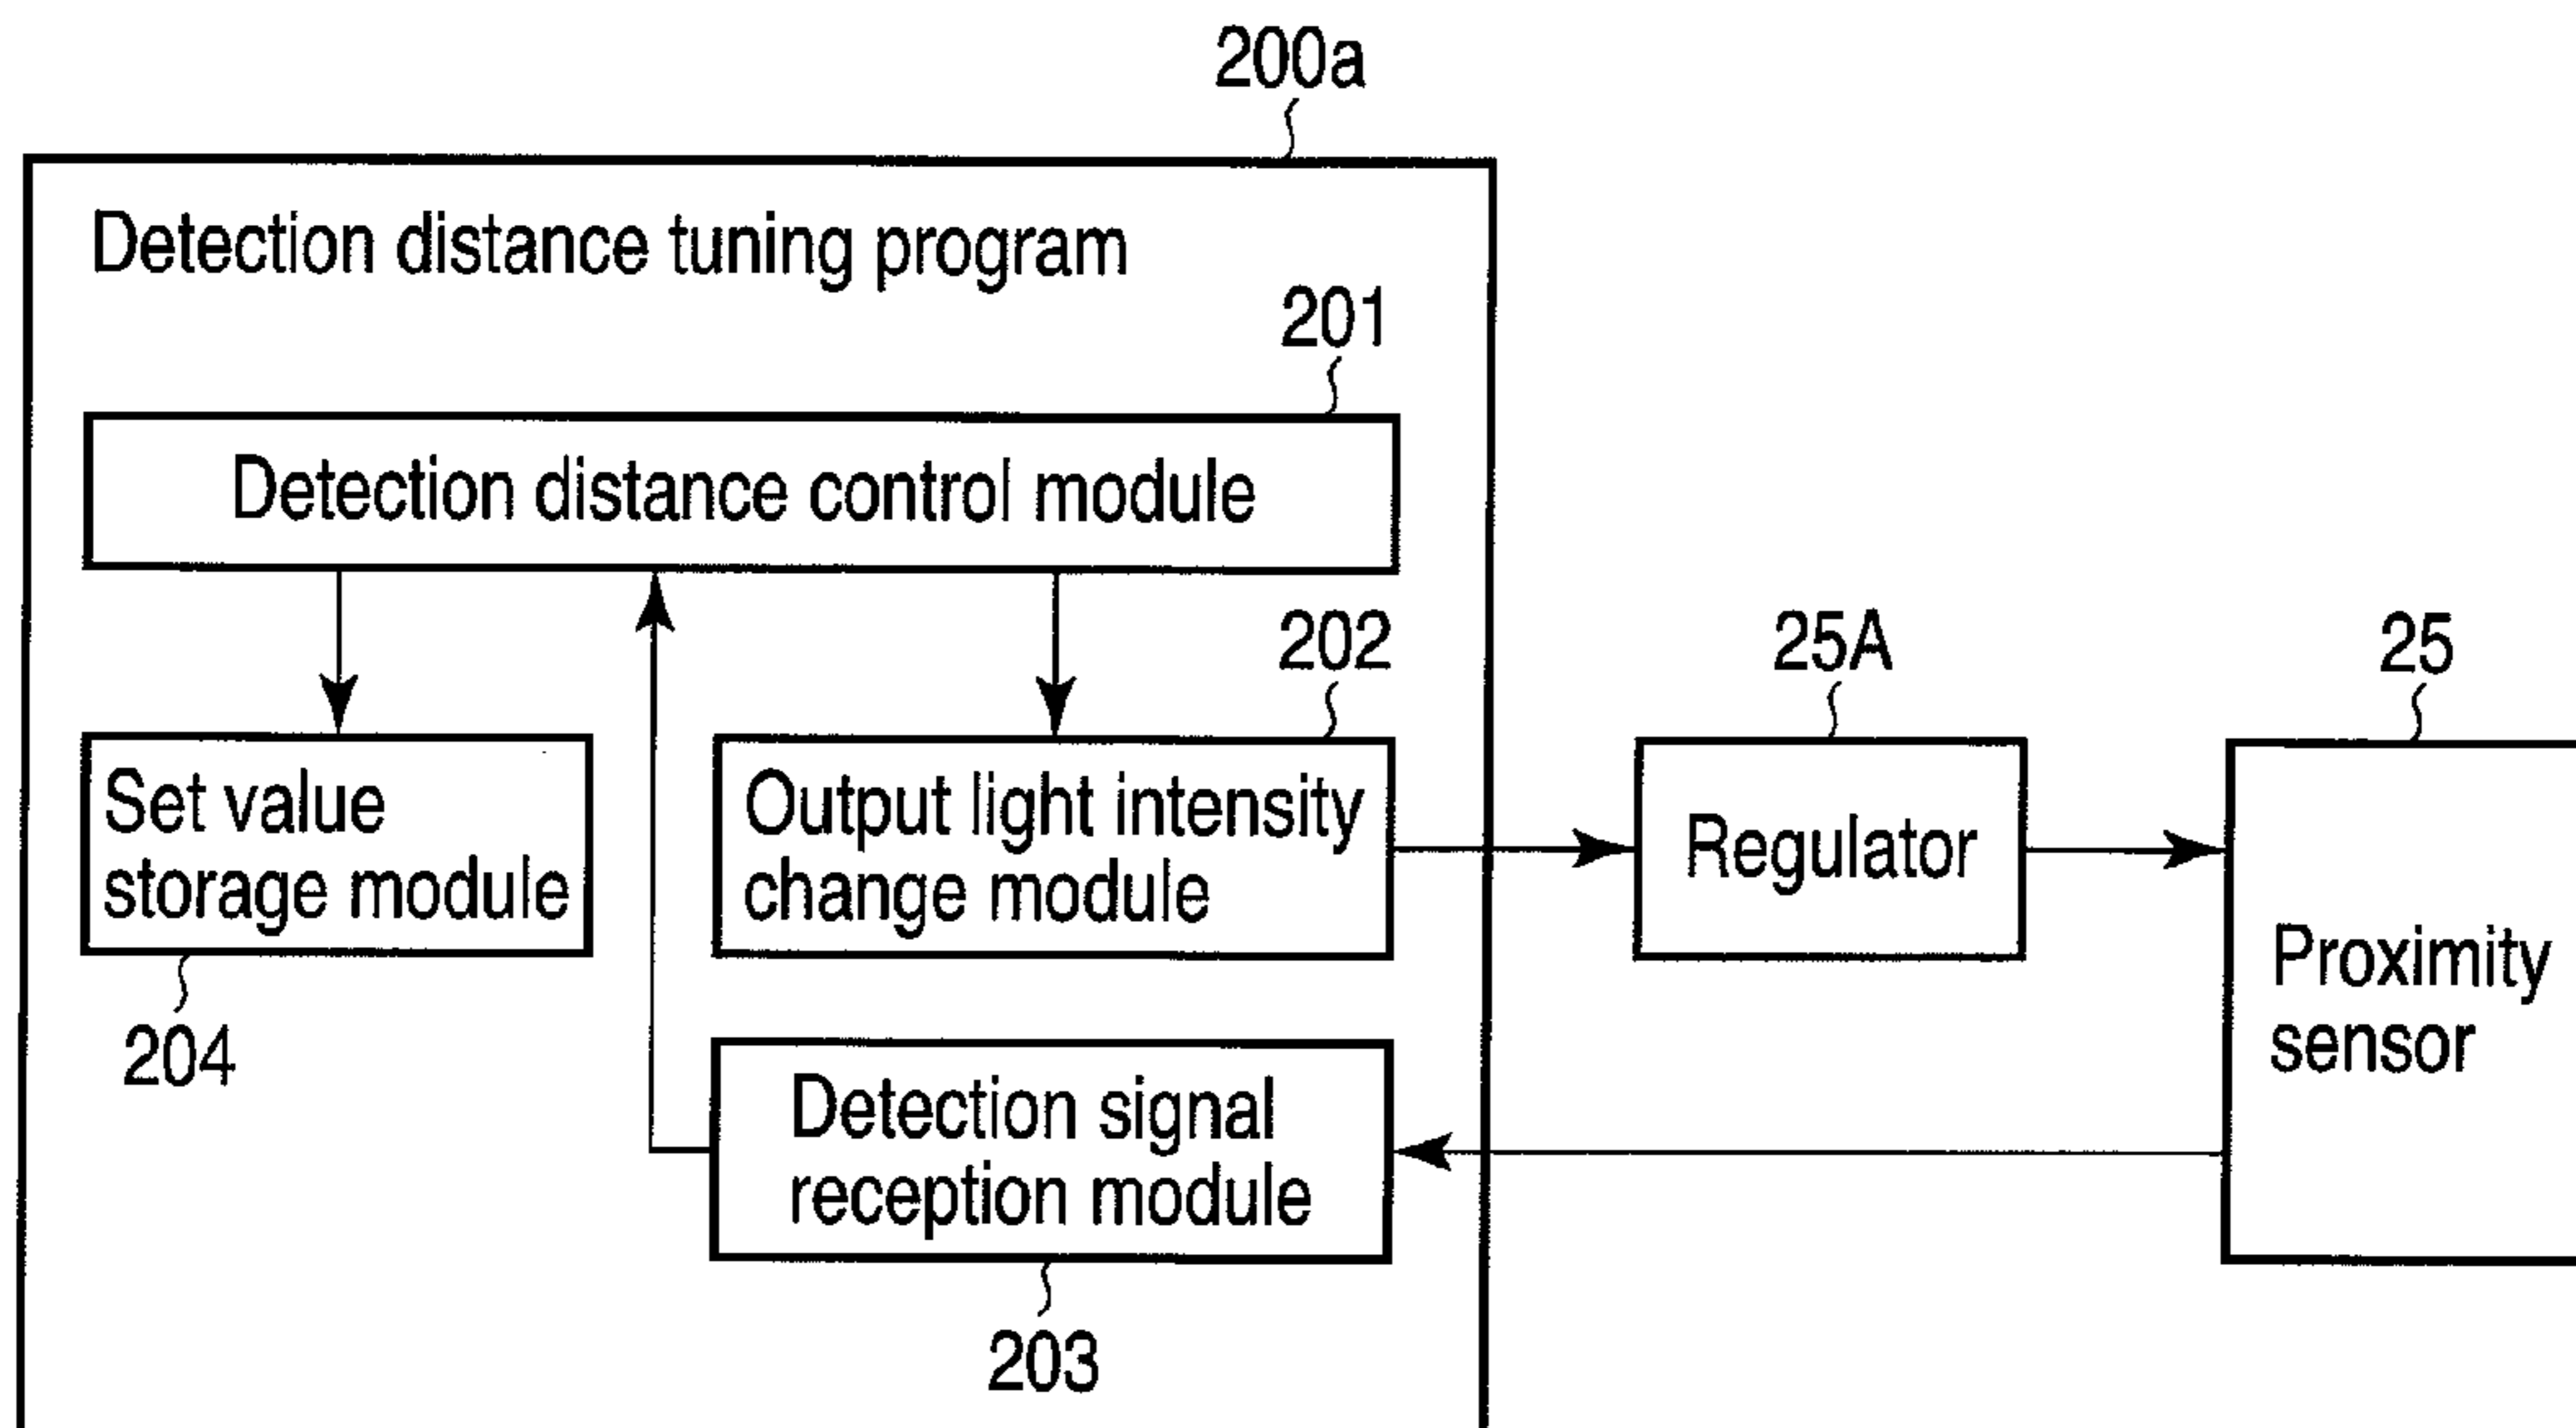 200a
Detection distance tuning program
201
Detection distance control module
202
25A
25
Set value
storage module
Output light intensity
change module
Regulator
Proximity
sensor
204
Detection signal
reception module
203